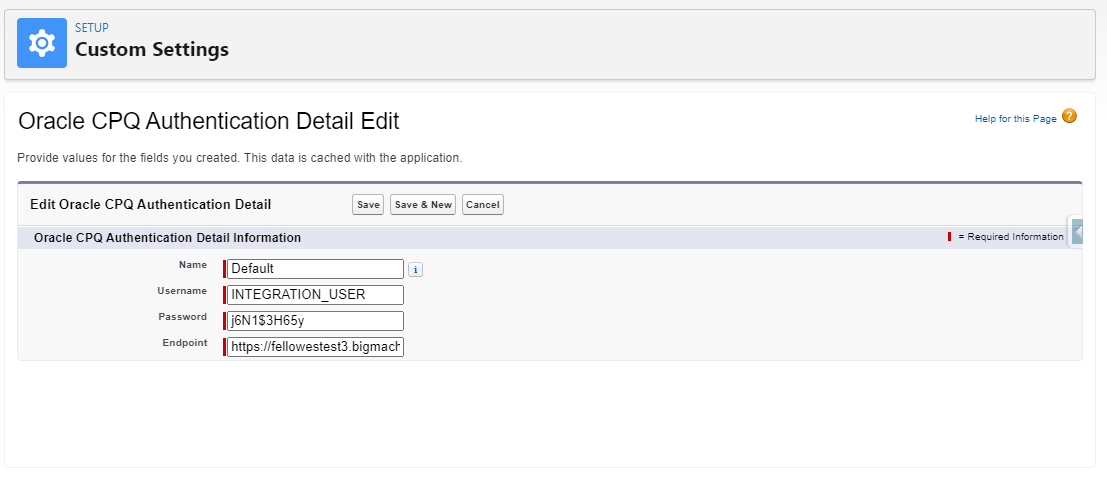 SETUP
Custom Settings
Oracle CPQ Authentication Detail Edit
Help for this Page ?
Provide values for the fields you created. This data is cached with the application.
Edit Oracle CPQ Authentication Detail Save Save & New Cancel
Oracle CPQ Authentication Detail Information = Required Information
Name Default i
Username INTEGRATION_USER
Password j6N1$3H65y
Endpoint https://fellowestest3.bigmach